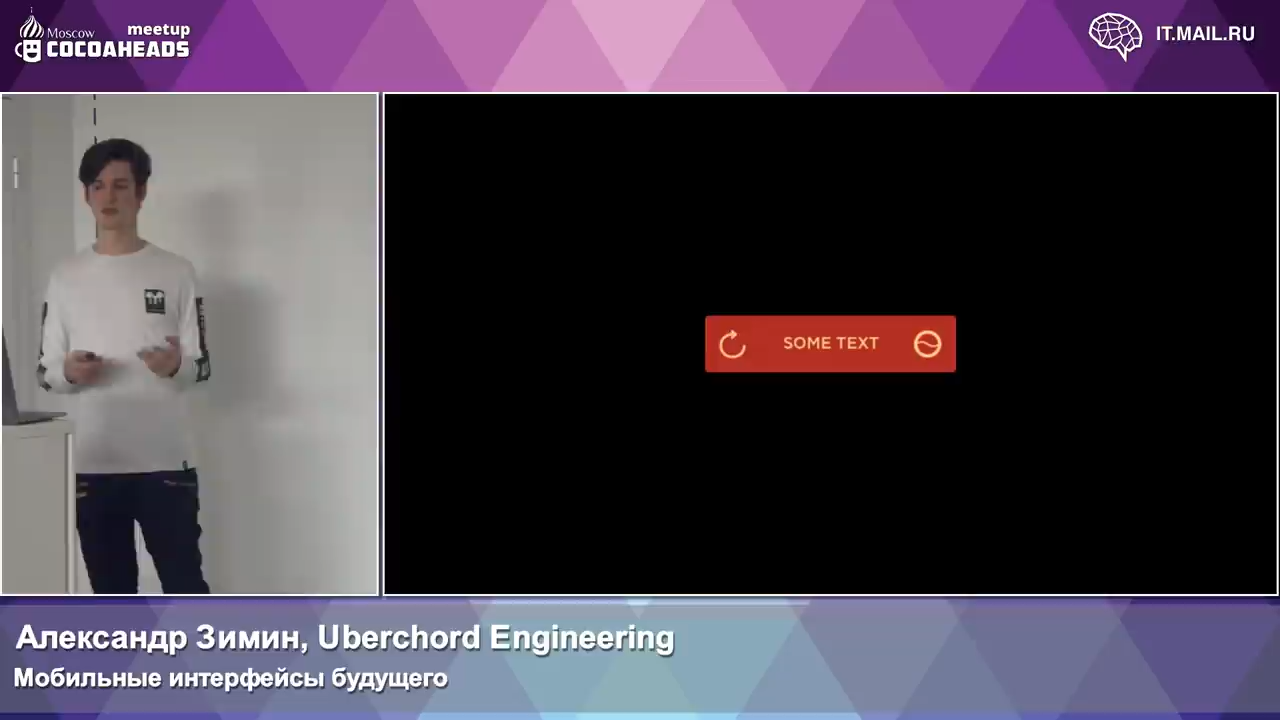 Moscow
meetup
COCOAHEADS
IT.MAIL.RU
SOME TEXT
Александр Зимин, Uberchord Engineering
Мобильные интерфейсы будущего